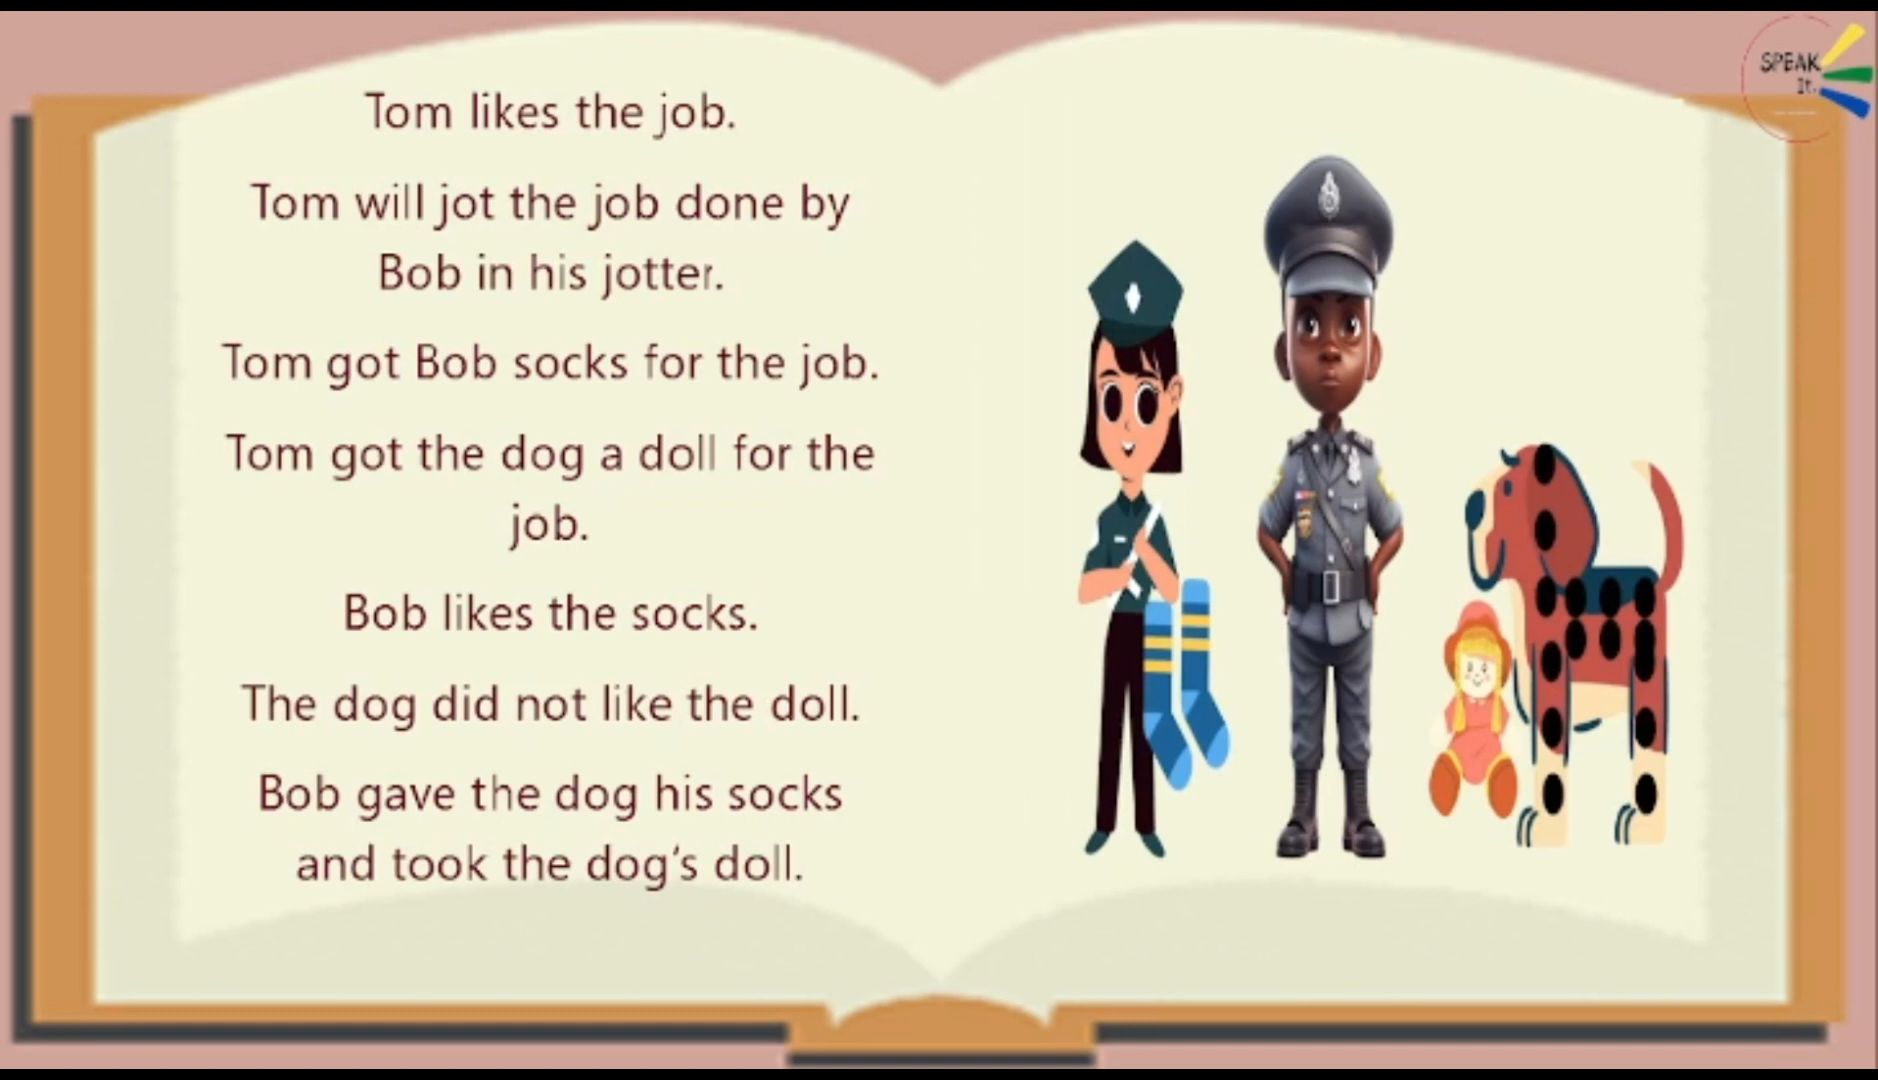 Tom likes the job.
Tom will jot the job done by
Bob in his jotter.
Tom got Bob socks for the job.
Tom got the dog a doll for the
job.
Bob likes the socks.
The dog did not like the doll.
Bob gave the dog his socks
and took the dog's doll.
SPEAK
It.